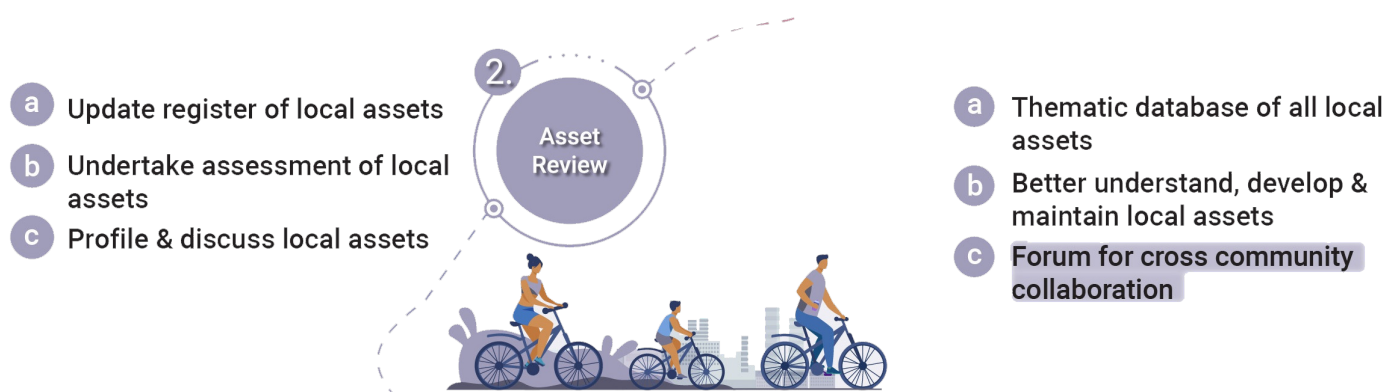 a Update register of local assets
b Undertake assessment of local
assets
c Profile & discuss local assets
2.
Asset
Review
a Thematic database of all local
assets
b Better understand, develop &
maintain local assets
c Forum for cross community
collaboration